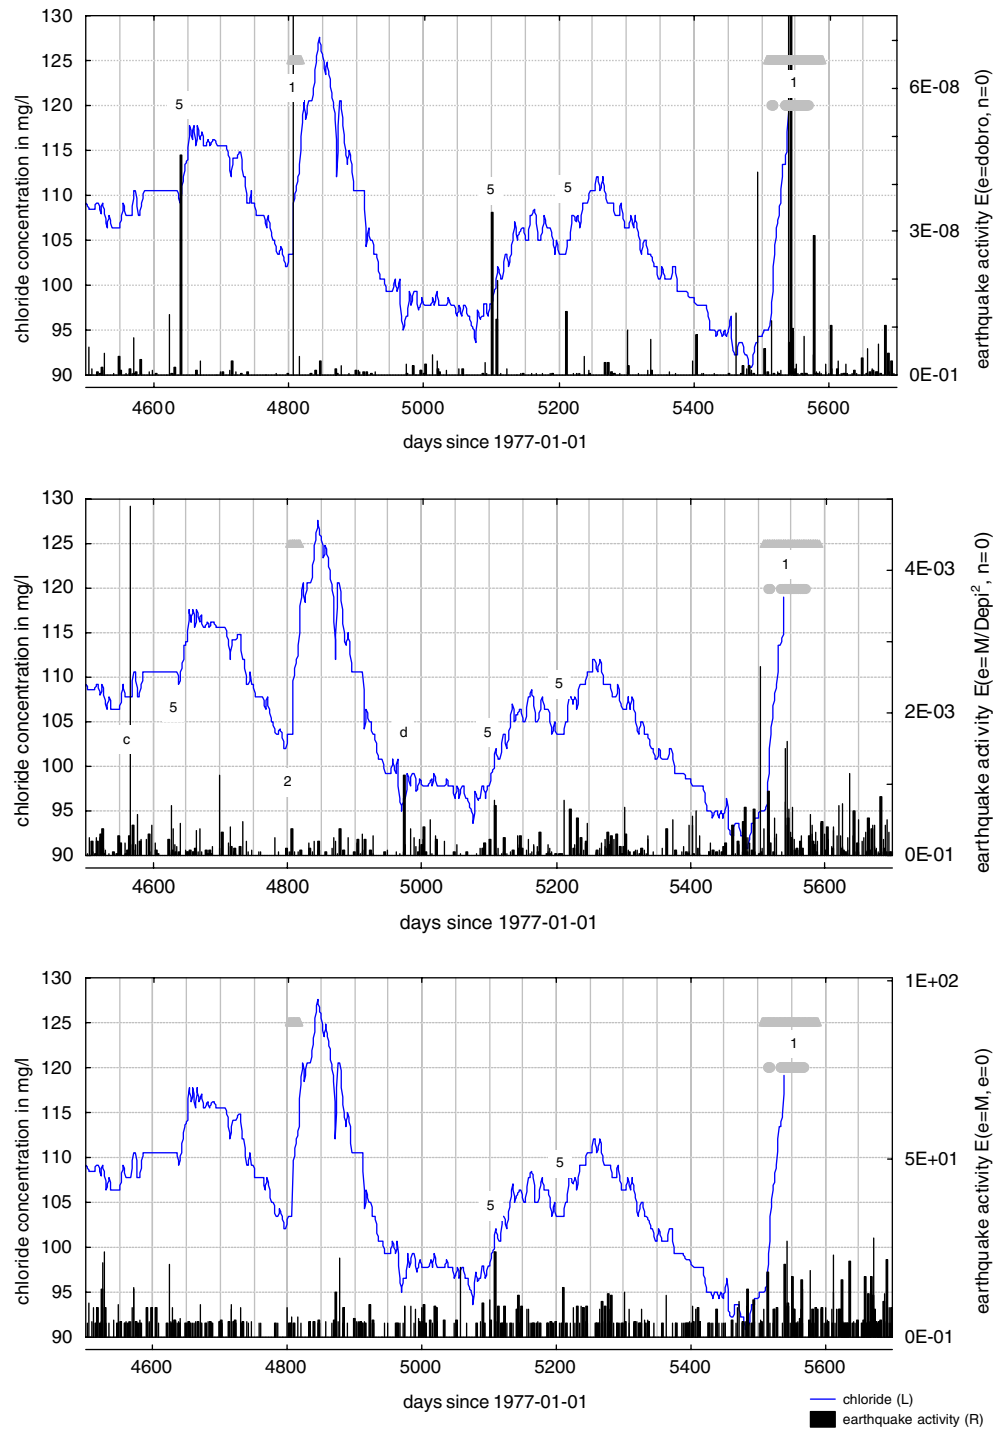 130
125
120
115
110
105
100
95
90
chloride concentration in mg/l
5
1
5
5
1
6E-08
3E-08
0E-01
earthquake activity E(e=dobro, n=0)
4600 4800 5000 5200 5400 5600
days since 1977-01-01
130
125
120
115
110
105
100
95
90
chloride concentration in mg/l
c
5
2
d
5
5
1
4E-03
2E-03
0E-01
earthquake activity E(e=M/Depi², n=0)
4600 4800 5000 5200 5400 5600
days since 1977-01-01
130
125
120
115
110
105
100
95
90
chloride concentration in mg/l
5
5
1
1E+02
5E+01
0E-01
earthquake activity E(e=M, e=0)
4600 4800 5000 5200 5400 5600
days since 1977-01-01
chloride (L)
earthquake activity (R)